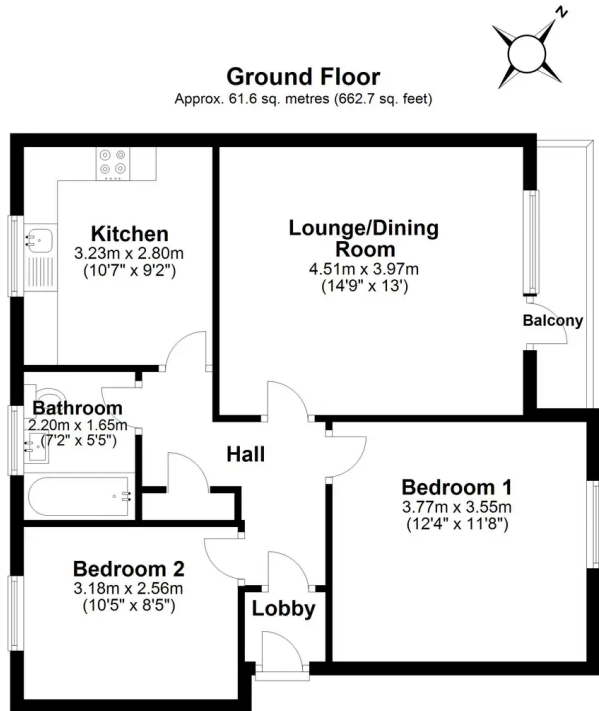 N
Ground Floor
Approx. 61.6 sq. metres (662.7 sq. feet)
Kitchen
3.23m x 2.80m
(10'7" x 9'2")
Lounge/Dining
Room
4.51m x 3.97m
(14'9" x 13')
Balcony
Bathroom
2.20m x 1.65m
(7'2" x 5'5")
Hall
Bedroom 1
3.77m x 3.55m
(12'4" x 11'8")
Bedroom 2
3.18m x 2.56m
(10'5" x 8'5")
Lobby